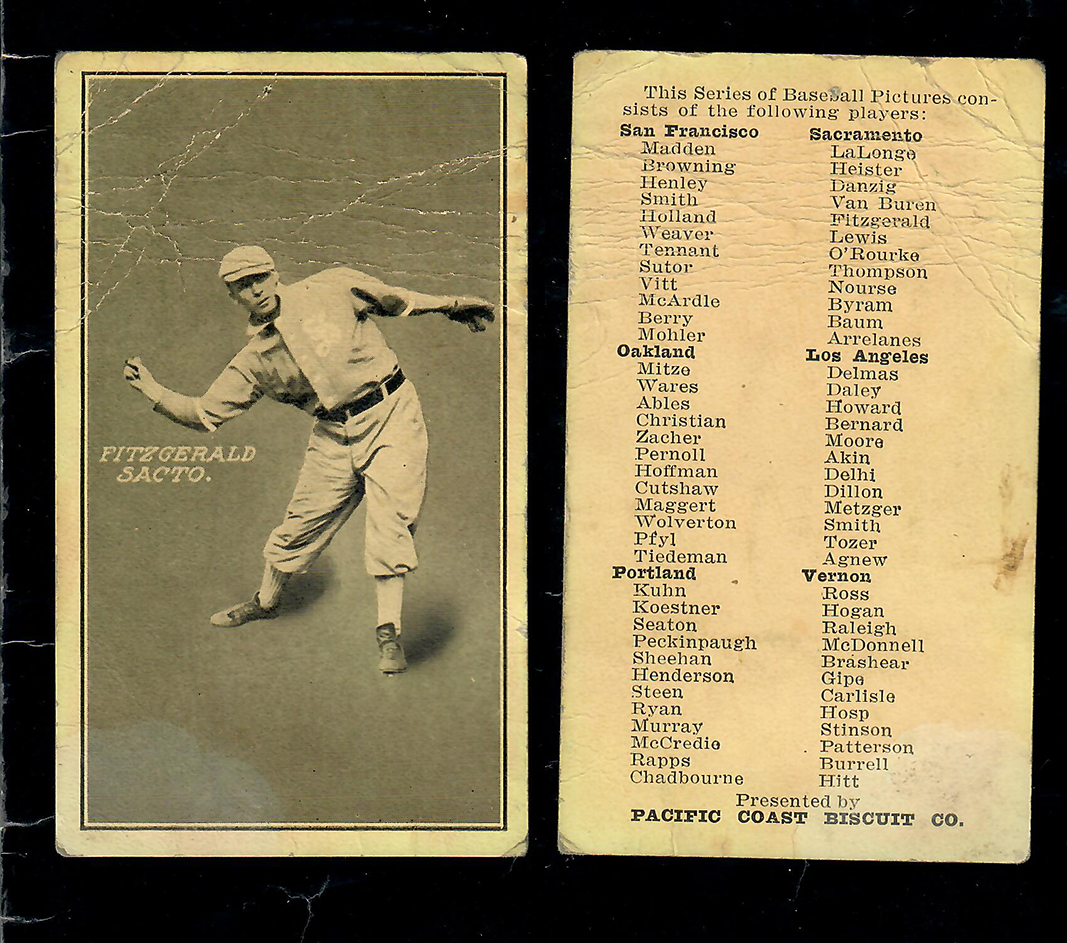 FITZGERALD
SACTO.
This Series of Baseball Pictures con-
sists of the following players:
San Francisco
Madden
Browning
Henley
Smith
Holland
Weaver
Tennant
Sutor
Vitt
McArdle
Berry
Mohler
Oakland
Mitze
Wares
Ables
Christian
Zacher
Pernoll
Hoffman
Cutshaw
Maggert
Wolverton
Pfyl
Tiedeman
Portland
Kuhn
Koestner
Seaton
Peckinpaugh
Sheehan
Henderson
Steen
Ryan
Murray
McCredie
Rapps
Chadbourne
Sacramento
LaLonge
Heister
Danzig
Van Buren
Fitzgerald
Lewis
O'Rourke
Thompson
Nourse
Byram
Baum
Arrelanes
Los Angeles
Delmas
Daley
Howard
Bernard
Moore
Akin
Delhi
Dillon
Metzger
Smith
Tozer
Agnew
Vernon
Ross
Hogan
Raleigh
McDonnell
Brashear
Gipe
Carlisle
Hosp
Stinson
Patterson
Burrell
Hitt
Presented by
PACIFIC COAST BISCUIT CO.